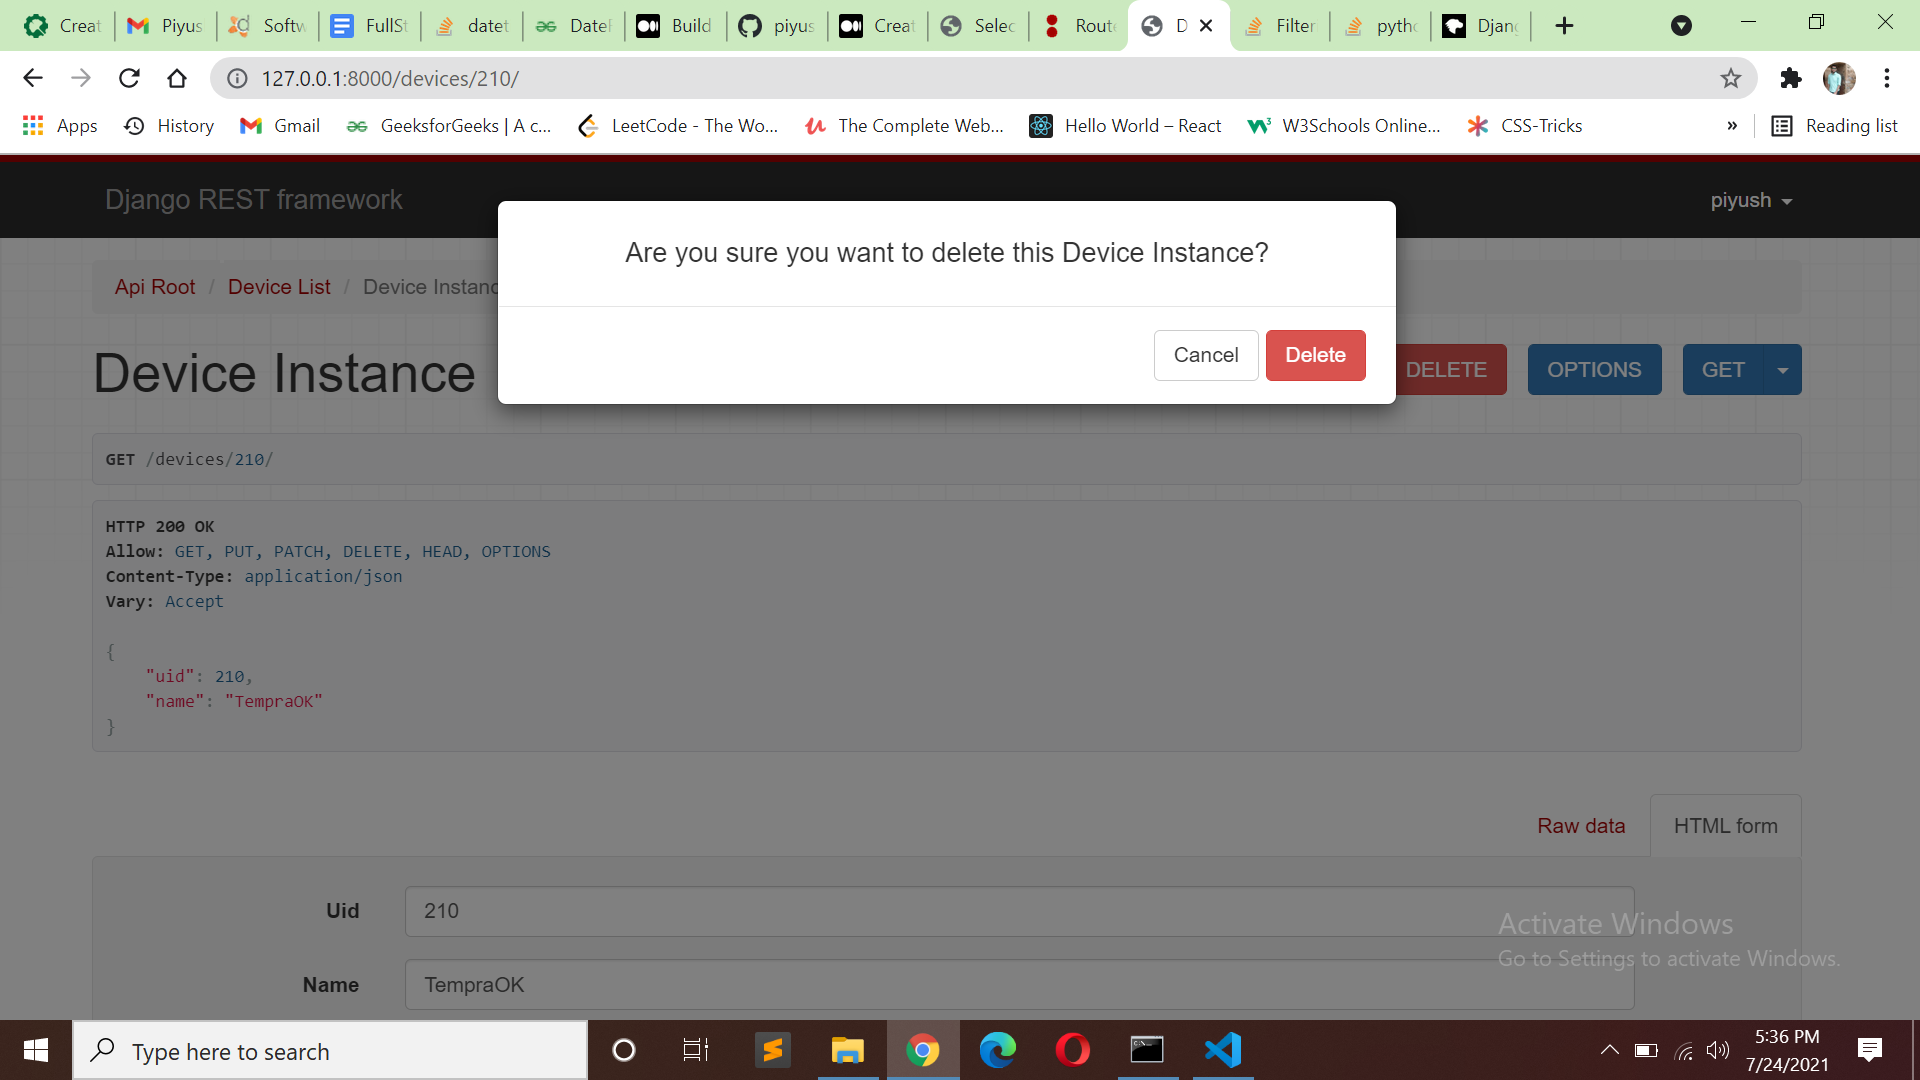 Creat Piyus Softw FullSt datet DateF Build piyus Creat Selec Route D Filter pytho Djang
127.0.0.1:8000/devices/210/
Apps History Gmail GeeksforGeeks | A c... LeetCode - The Wo... The Complete Web... Hello World – React W3Schools Online... CSS-Tricks » Reading list
Django REST framework piyush
Are you sure you want to delete this Device Instance?
Cancel Delete
Api Root / Device List / Device Instanc
Device Instance DELETE OPTIONS GET
GET /devices/210/
HTTP 200 OK
Allow: GET, PUT, PATCH, DELETE, HEAD, OPTIONS
Content-Type: application/json
Vary: Accept
{
"uid": 210,
"name": "TempraOK"
}
Raw data HTML form
Uid 210
Name TempraOK
Activate Windows
Go to Settings to activate Windows.
Type here to search
5:36 PM
7/24/2021